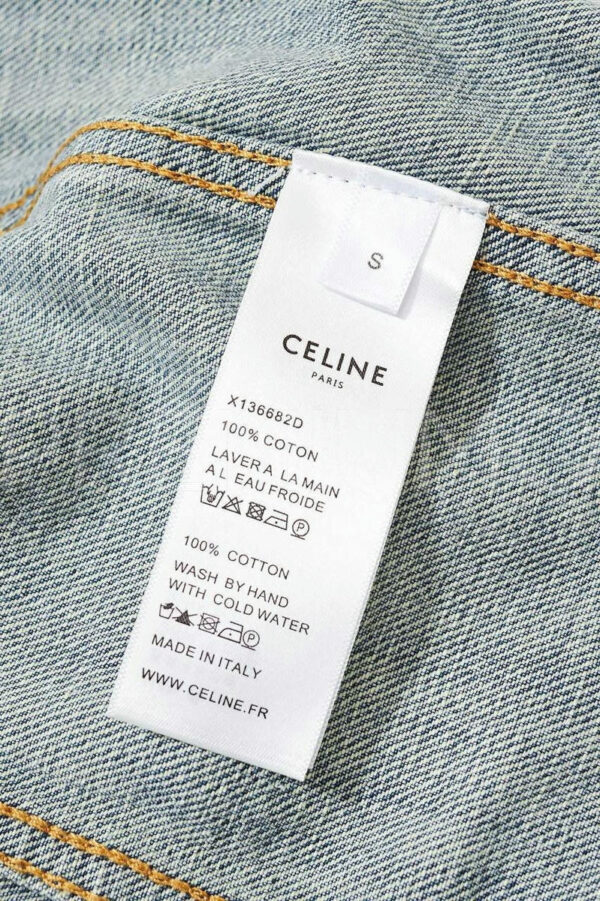 S
CELINE
PARIS
X136682D
100% COTON
LAVER A LA MAIN
A L EAU FROIDE
P
100% COTTON
WASH BY HAND
WITH COLD WATER
P
MADE IN ITALY
WWW.CELINE.FR